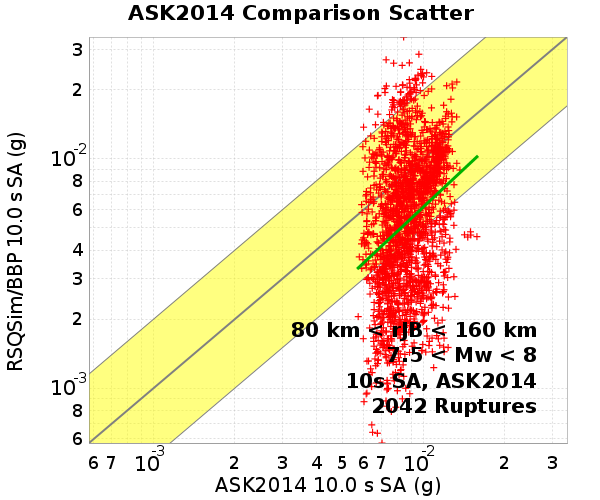 ASK2014 Comparison Scatter
RSQSim/BBP 10.0 s SA (g)
3
2
10-2
8
6
4
3
2
10-3
8
6
80 km < rJB < 160 km
7.5 < Mw < 8
10s SA, ASK2014
2042 Ruptures
6 7 10-3 2 3 4 5 6 7 10-2 2 3
ASK2014 10.0 s SA (g)